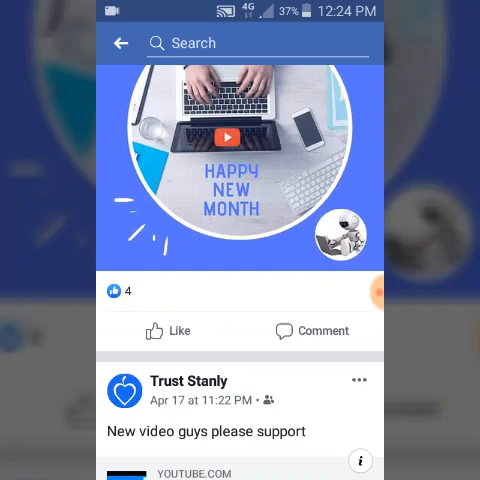 4G 37% 12:24 PM
Search
HAPPY
NEW
MONTH
4
Like Comment
Trust Stanly
Apr 17 at 11:22 PM
New video guys please support
YOUTUBE.COM